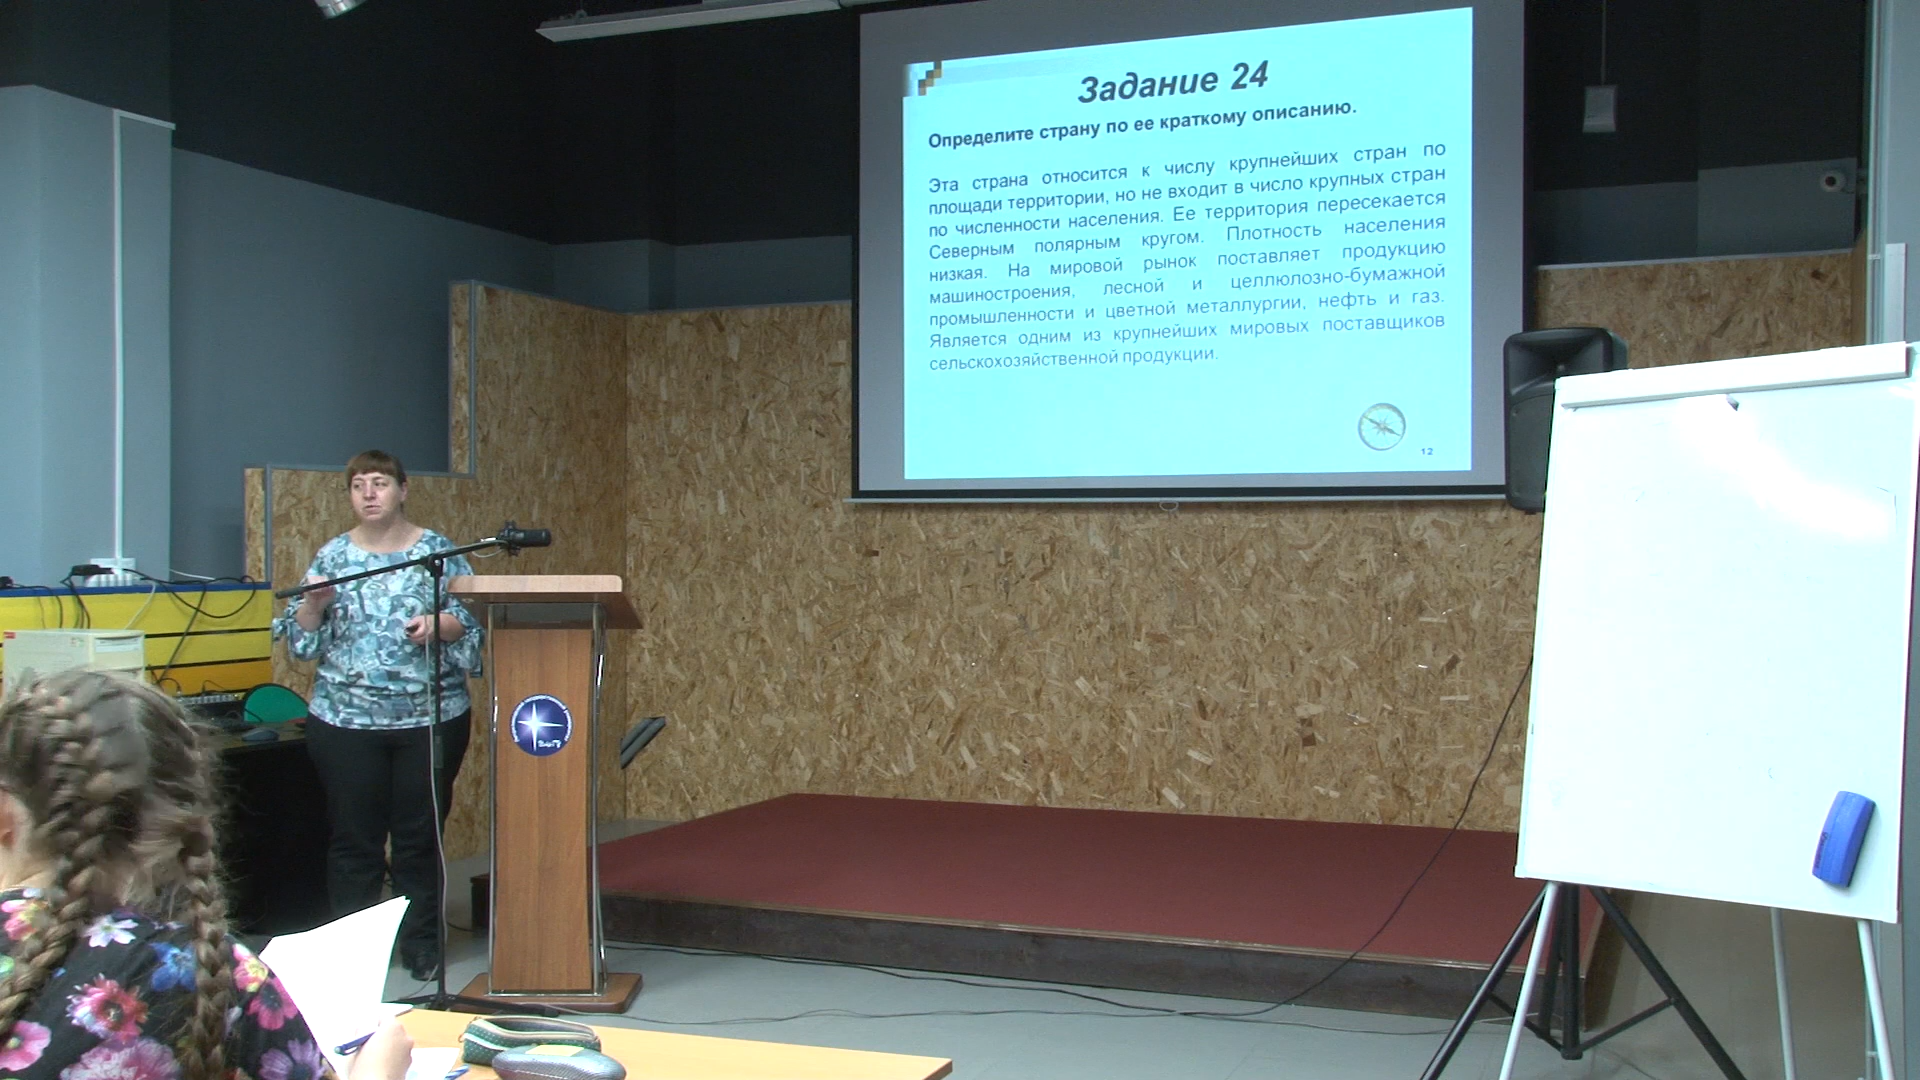 Задание 24
Определите страну по ее краткому описанию.
Эта страна относится к числу крупнейших стран по
площади территории, но не входит в число крупных стран
по численности населения. Ее территория пересекается
Северным полярным кругом. Плотность населения
низкая. На мировой рынок поставляет продукцию
машиностроения, лесной и целлюлозно-бумажной
промышленности и цветной металлургии, нефть и газ.
Является одним из крупнейших мировых поставщиков
сельскохозяйственной продукции.
12